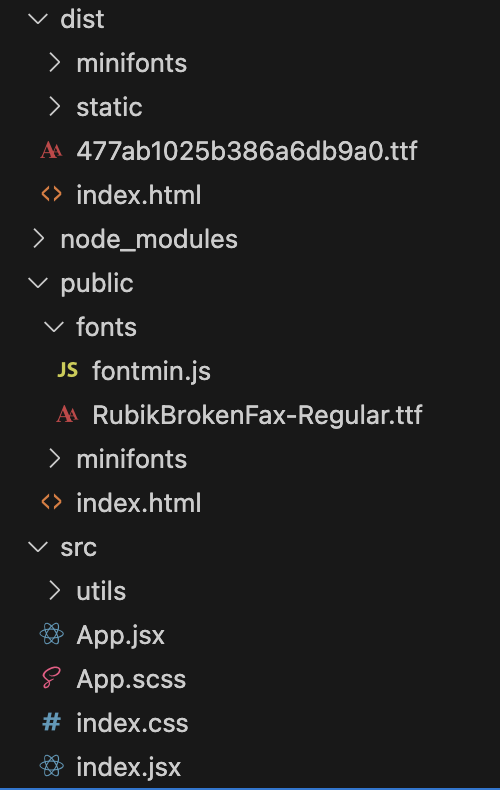 dist
minifonts
static
477ab1025b386a6db9a0.ttf
index.html
node_modules
public
fonts
JS fontmin.js
RubikBrokenFax-Regular.ttf
minifonts
index.html
src
utils
App.jsx
App.scss
# index.css
index.jsx